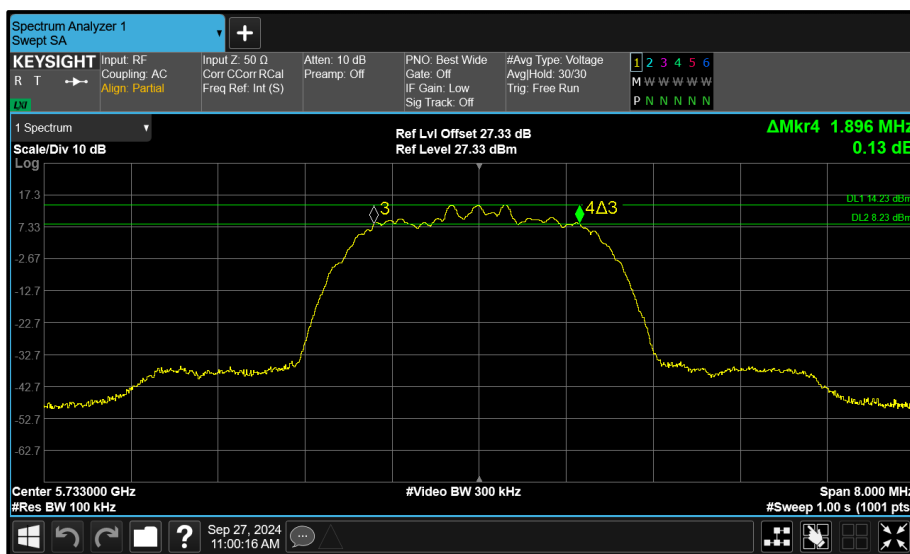 Spectrum Analyzer 1
Swept SA
KEYSIGHT
R T
LXI
Input: RF
Coupling: AC
Align: Partial
Input Z: 50 Ω
Corr CCorr RCal
Freq Ref: Int (S)
Atten: 10 dB
Preamp: Off
PNO: Best Wide
Gate: Off
IF Gain: Low
Sig Track: Off
#Avg Type: Voltage
Avg|Hold: 30/30
Trig: Free Run
1 2 3 4 5 6
M W W W W W
P N N N N N
1 Spectrum
Scale/Div 10 dB
Log
Ref Lvl Offset 27.33 dB
Ref Level 27.33 dBm
ΔMkr4 1.896 MHz
0.13 dB
17.3
7.33
-2.67
-12.7
-22.7
-32.7
-42.7
-52.7
-62.7
3
4Δ3
DL1 14.23 dBm
DL2 8.23 dBm
Center 5.733000 GHz
#Res BW 100 kHz
#Video BW 300 kHz
Span 8.000 MHz
#Sweep 1.00 s (1001 pts
?
Sep 27, 2024
11:00:16 AM